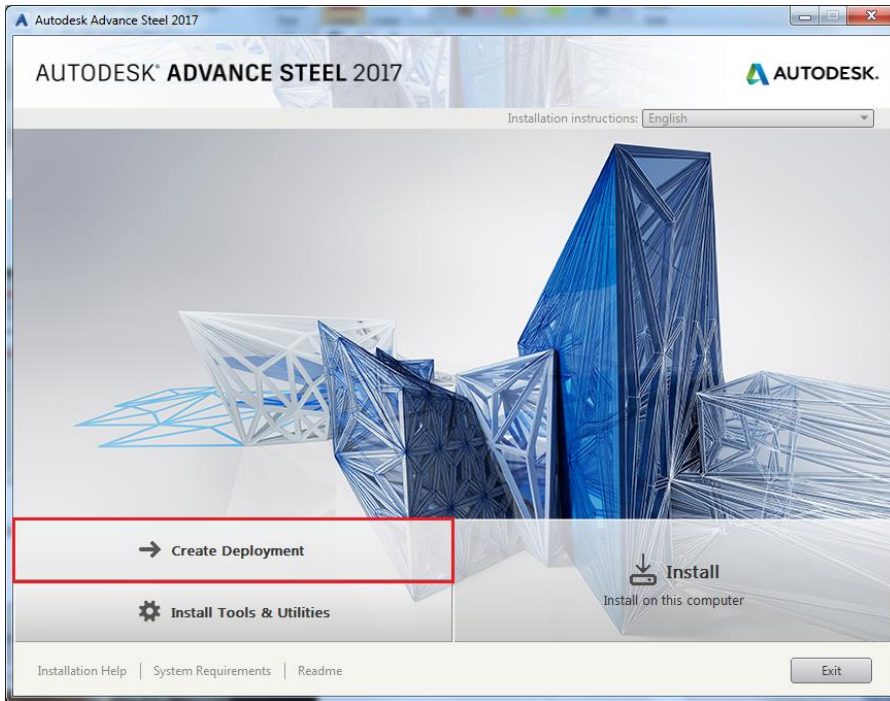 Autodesk Advance Steel 2017
AUTODESK® ADVANCE STEEL 2017
AUTODESK.
Installation instructions: English
Create Deployment
Install
Install on this computer
Install Tools & Utilities
Installation Help | System Requirements | Readme
Exit